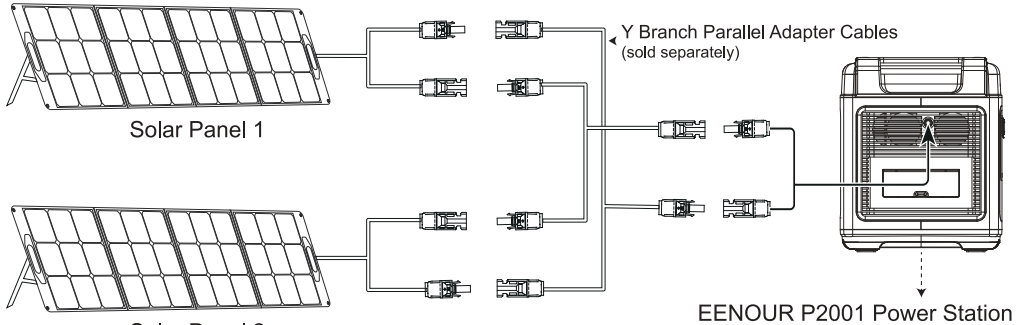 Y Branch Parallel Adapter Cables
(sold separately)
Solar Panel 1
EENOUR P2001 Power Station